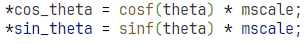 *cos_theta = cosf(theta) * mscale;
*sin_theta = sinf(theta) * mscale;